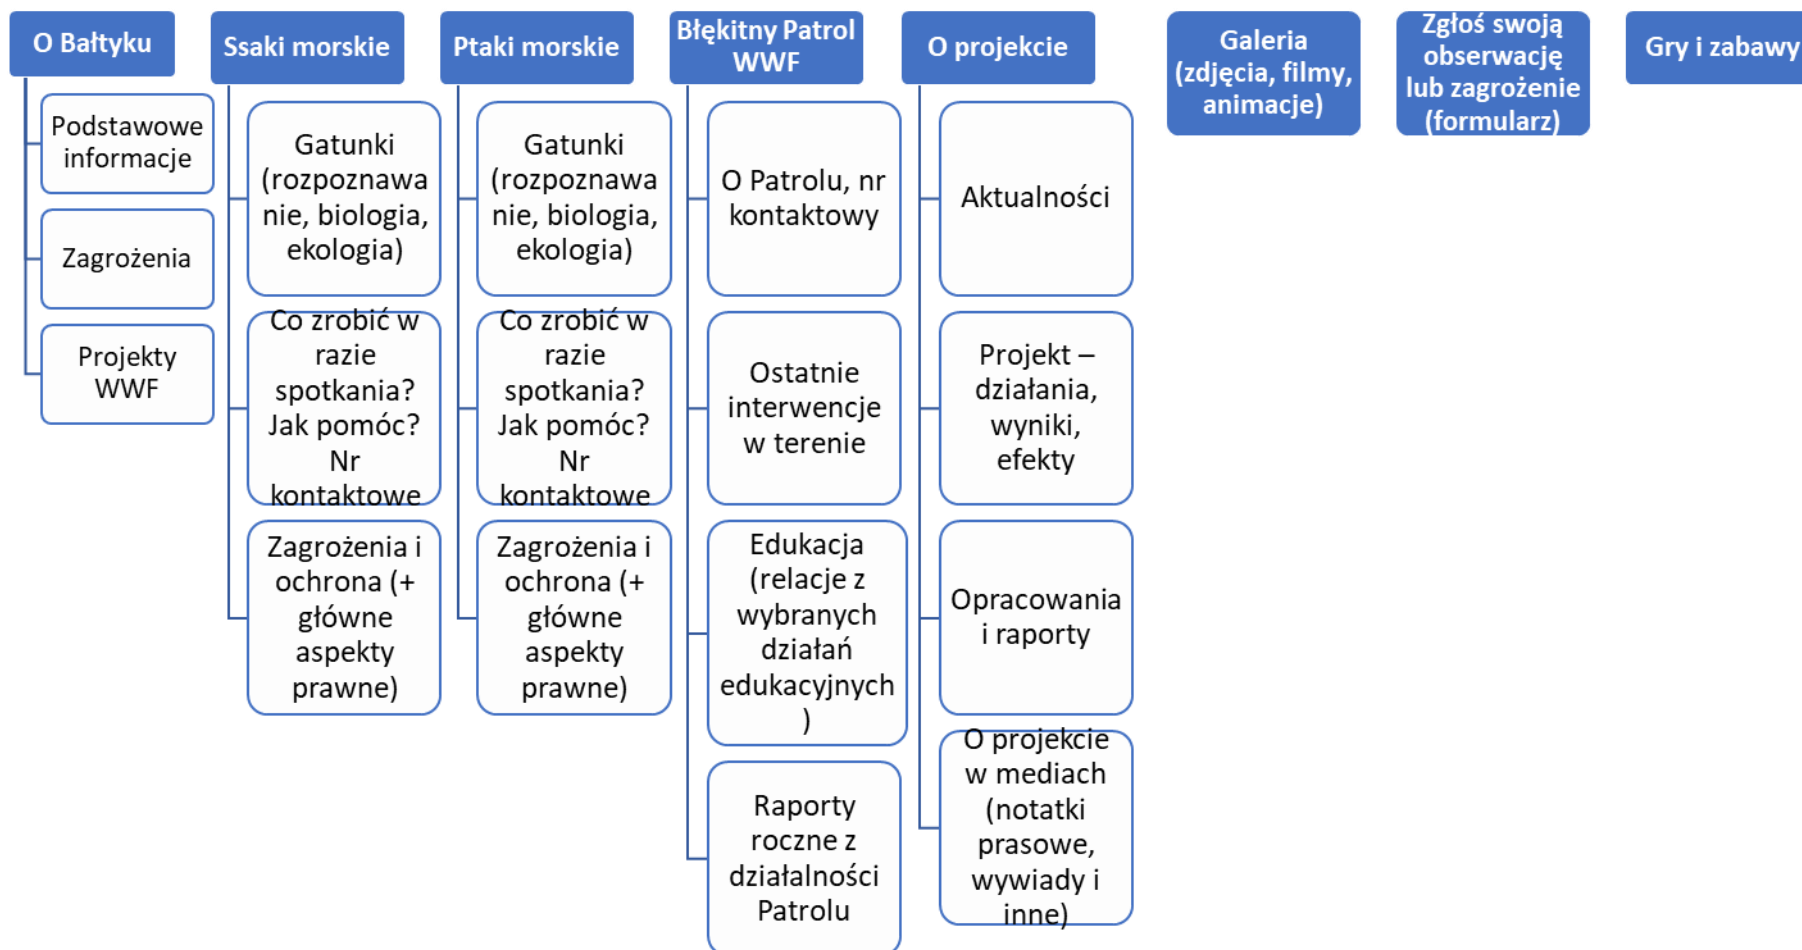 O Bałtyku
Podstawowe
informacje
Zagrożenia
Projekty
WWF
Ssaki morskie
Gatunki
(rozpoznawa
nie, biologia,
ekologia)
Co zrobić w
razie
spotkania?
Jak pomóc?
Nr
kontaktowe
Zagrożenia i
ochrona (+
główne
aspekty
prawne)
Ptaki morskie
Gatunki
(rozpoznawa
nie, biologia,
ekologia)
Co zrobić w
razie
spotkania?
Jak pomóc?
Nr
kontaktowe
Zagrożenia i
ochrona (+
główne
aspekty
prawne)
Błękitny Patrol
WWF
O Patrolu, nr
kontaktowy
Ostatnie
interwencje
w terenie
Edukacja
(relacje z
wybranych
działań
edukacyjnych
)
Raporty
roczne z
działalności
Patrolu
O projekcie
Aktualności
Projekt –
działania,
wyniki,
efekty
Opracowania
i raporty
O projekcie
w mediach
(notatki
prasowe,
wywiady i
inne)
Galeria
(zdjęcia, filmy,
animacje)
Zgłoś swoją
obserwację
lub zagrożenie
(formularz)
Gry i zabawy